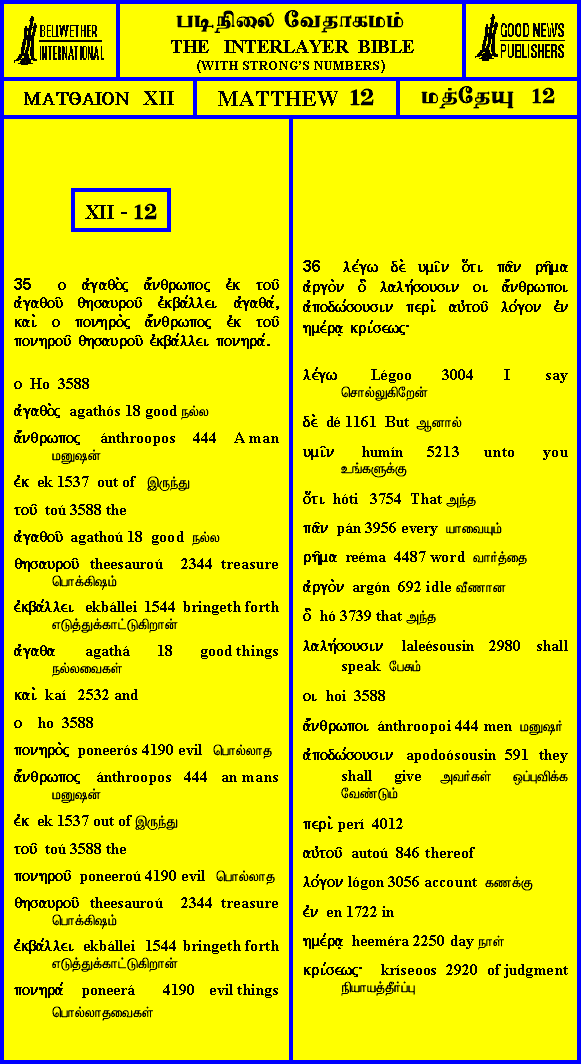 BELLWETHER
INTERNATIONAL
படிநிலை வேதாகமம்
THE INTERLAYER BIBLE
(WITH STRONG'S NUMBERS)
GOOD NEWS
PUBLISHERS
ΜΑΤΘΑΙΟΝ XII
MATTHEW 12
மத்தேயு 12
XII - 12
35 ο ἀγαθὸς ἄνθρωπος ἐκ τοῦ
ἀγαθοῦ θησαυροῦ ἐκβάλλει ἀγαθά,
καὶ ο πονηρὸς ἄνθρωπος ἐκ τοῦ
πονηροῦ θησαυροῦ ἐκβάλλει πονηρά.
ο Ho 3588
ἀγαθὸς agathós 18 good நல்ல
ἄνθρωπος ánthroopos 444 A man
மனுஷன்
ἐκ ek 1537 out of இருந்து
τοῦ toú 3588 the
ἀγαθοῦ agathoú 18 good நல்ல
θησαυροῦ theesauroú 2344 treasure
பொக்கிஷம்
ἐκβάλλει ekbállei 1544 bringeth forth
எடுத்துக்காட்டுகிறான்
ἀγαθα agathá 18 good things
நல்லவைகள்
καὶ kaí 2532 and
ο ho 3588
πονηρὸς poneerós 4190 evil பொல்லாத
ἄνθρωπος ánthroopos 444 an mans
மனுஷன்
ἐκ ek 1537 out of இருந்து
τοῦ toú 3588 the
πονηροῦ poneeroú 4190 evil பொல்லாத
θησαυροῦ theesauroú 2344 treasure
பொக்கிஷம்
ἐκβάλλει ekbállei 1544 bringeth forth
எடுத்துக்காட்டுகிறான்
πονηρά poneerá 4190 evil things
பொல்லாதவைகள்
36 λέγω δὲ υμῖν ὅτι πᾶν ρῆμα
ἀργὸν ὃ λαλήσουσιν οι ἄνθρωποι
ἀποδώσουσιν περὶ αὐτοῦ λόγον ἐν
ημέρᾳ κρίσεως·
λέγω Légoo 3004 I say
சொல்லுகிறேன்
δὲ dé 1161 But ஆனால்
υμῖν humín 5213 unto you
உங்களுக்கு
ὅτι hóti 3754 That அந்த
πᾶν pán 3956 every யாவையும்
ρῆμα reéma 4487 word வார்த்தை
ἀργὸν argón 692 idle வீணான
ὃ hó 3739 that அந்த
λαλήσουσιν laleésousin 2980 shall
speak பேசும்
οι hoi 3588
ἄνθρωποι ánthroopoi 444 men மனுஷர்
ἀποδώσουσιν apodoósousin 591 they
shall give அவர்கள் ஒப்புவிக்க
வேண்டும்
περὶ perí 4012
αὐτοῦ autoú 846 thereof
λόγον lógon 3056 account கணக்கு
ἐν en 1722 in
ημέρᾳ heeméra 2250 day நாள்
κρίσεως· kríseoos 2920 of judgment
நியாயத்தீர்ப்பு